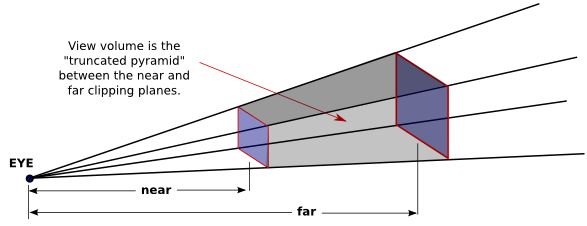 View volume is the
"truncated pyramid"
between the near and
far clipping planes.
EYE
near
far